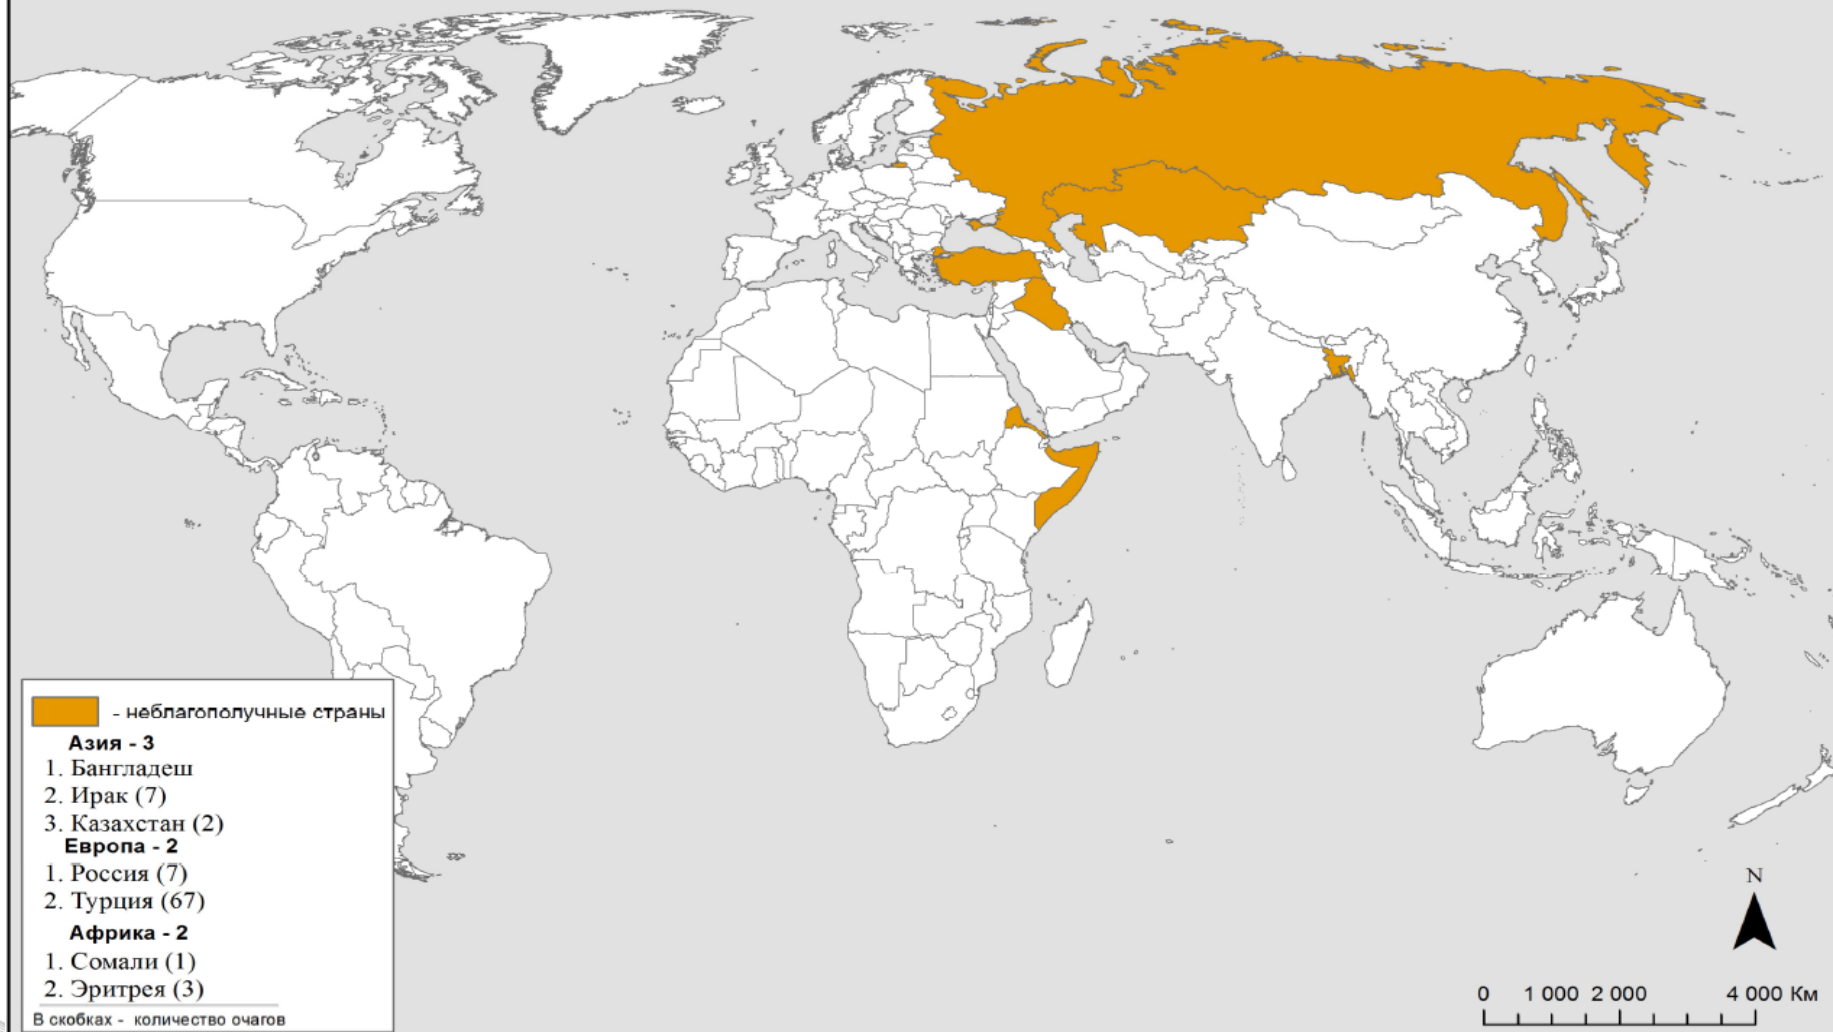 - неблагополучные страны
Азия - 3
1. Бангладеш
2. Ирак (7)
3. Казахстан (2)
Европа - 2
1. Россия (7)
2. Турция (67)
Африка - 2
1. Сомали (1)
2. Эритрея (3)
В скобках - количество очагов
N
0 1 000 2 000 4 000 Км